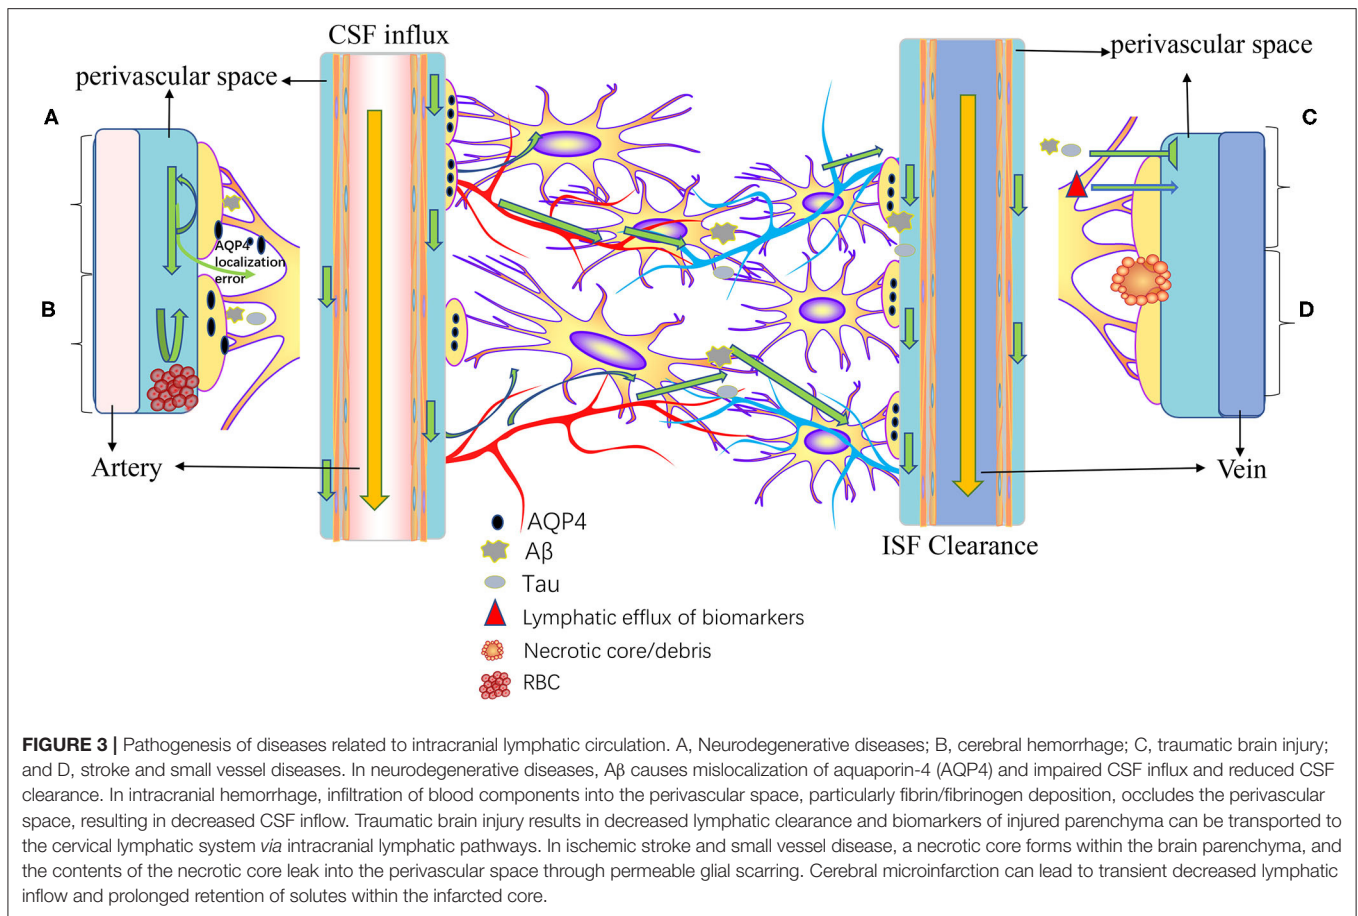 CSF influx
perivascular space
perivascular space
A
C
AQP4
localization
error
B
D
Artery
Vein
ISF Clearance
AQP4
Aβ
Tau
Lymphatic efflux of biomarkers
Necrotic core/debris
RBC
FIGURE 3 | Pathogenesis of diseases related to intracranial lymphatic circulation. A, Neurodegenerative diseases; B, cerebral hemorrhage; C, traumatic brain injury;
and D, stroke and small vessel diseases. In neurodegenerative diseases, Aβ causes mislocalization of aquaporin-4 (AQP4) and impaired CSF influx and reduced CSF
clearance. In intracranial hemorrhage, infiltration of blood components into the perivascular space, particularly fibrin/fibrinogen deposition, occludes the perivascular
space, resulting in decreased CSF inflow. Traumatic brain injury results in decreased lymphatic clearance and biomarkers of injured parenchyma can be transported to
the cervical lymphatic system via intracranial lymphatic pathways. In ischemic stroke and small vessel disease, a necrotic core forms within the brain parenchyma, and
the contents of the necrotic core leak into the perivascular space through permeable glial scarring. Cerebral microinfarction can lead to transient decreased lymphatic
inflow and prolonged retention of solutes within the infarcted core.